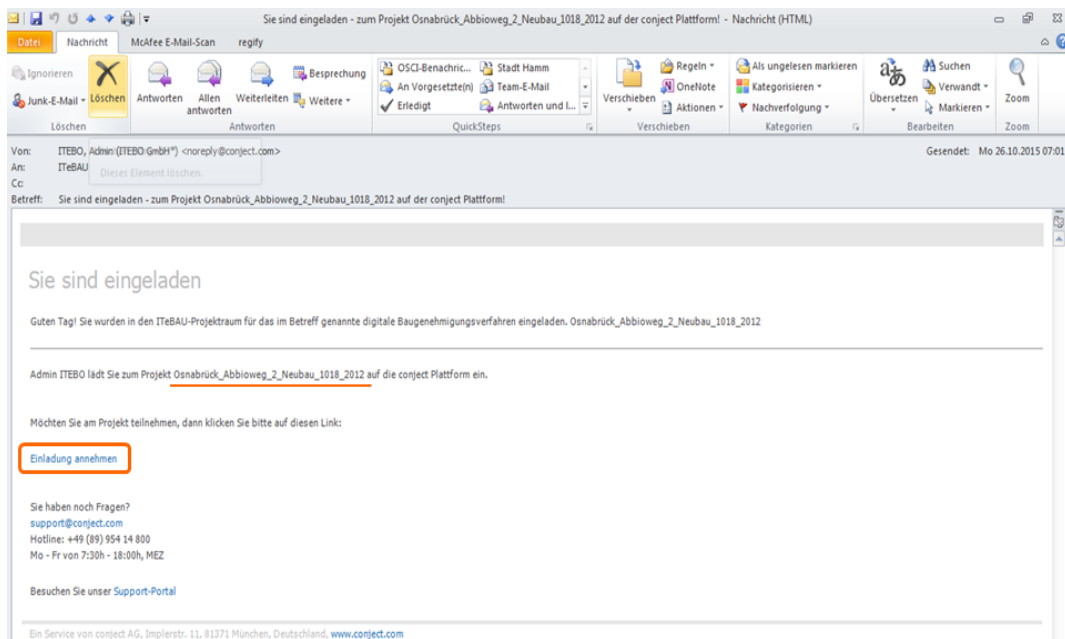 Sie sind eingeladen - zum Projekt Osnabrück_Abbioweg_2_Neubau_1018_2012 auf der conject Plattform! - Nachricht (HTML)
Datei Nachricht McAfee E-Mail-Scan regify
Ignorieren
Junk-E-Mail
Löschen
Antworten
Allen antworten
Weiterleiten
Besprechung
Weitere
OSCI-Benachric...
An Vorgesetzte(n)
Erledigt
Stadt Hamm
Team-E-Mail
Antworten und l...
Verschieben
Regeln
OneNote
Aktionen
Als ungelesen markieren
Kategorisieren
Nachverfolgung
Übersetzen
Suchen
Verwandt
Markieren
Zoom
Löschen Antworten QuickSteps Verschieben Kategorien Bearbeiten Zoom
Von: ITEBO, Admin (ITEBO GmbH*) <noreply@conject.com> Gesendet: Mo 26.10.2015 07:01
An: ITeBAU
Dieses Element löschen.
Cc
Betreff: Sie sind eingeladen - zum Projekt Osnabrück_Abbioweg_2_Neubau_1018_2012 auf der conject Plattform!
Sie sind eingeladen
Guten Tag! Sie wurden in den ITeBAU-Projektraum für das im Betreff genannte digitale Baugenehmigungsverfahren eingeladen. Osnabrück_Abbioweg_2_Neubau_1018_2012
Admin ITEBO lädt Sie zum Projekt Osnabrück_Abbioweg_2_Neubau_1018_2012 auf die conject Plattform ein.
Möchten Sie am Projekt teilnehmen, dann klicken Sie bitte auf diesen Link:
Einladung annehmen
Sie haben noch Fragen?
support@conject.com
Hotline: +49 (89) 954 14 800
Mo - Fr von 7:30h - 18:00h, MEZ
Besuchen Sie unser Support-Portal
Ein Service von conject AG, Implerstr. 11, 81371 München, Deutschland, www.conject.com